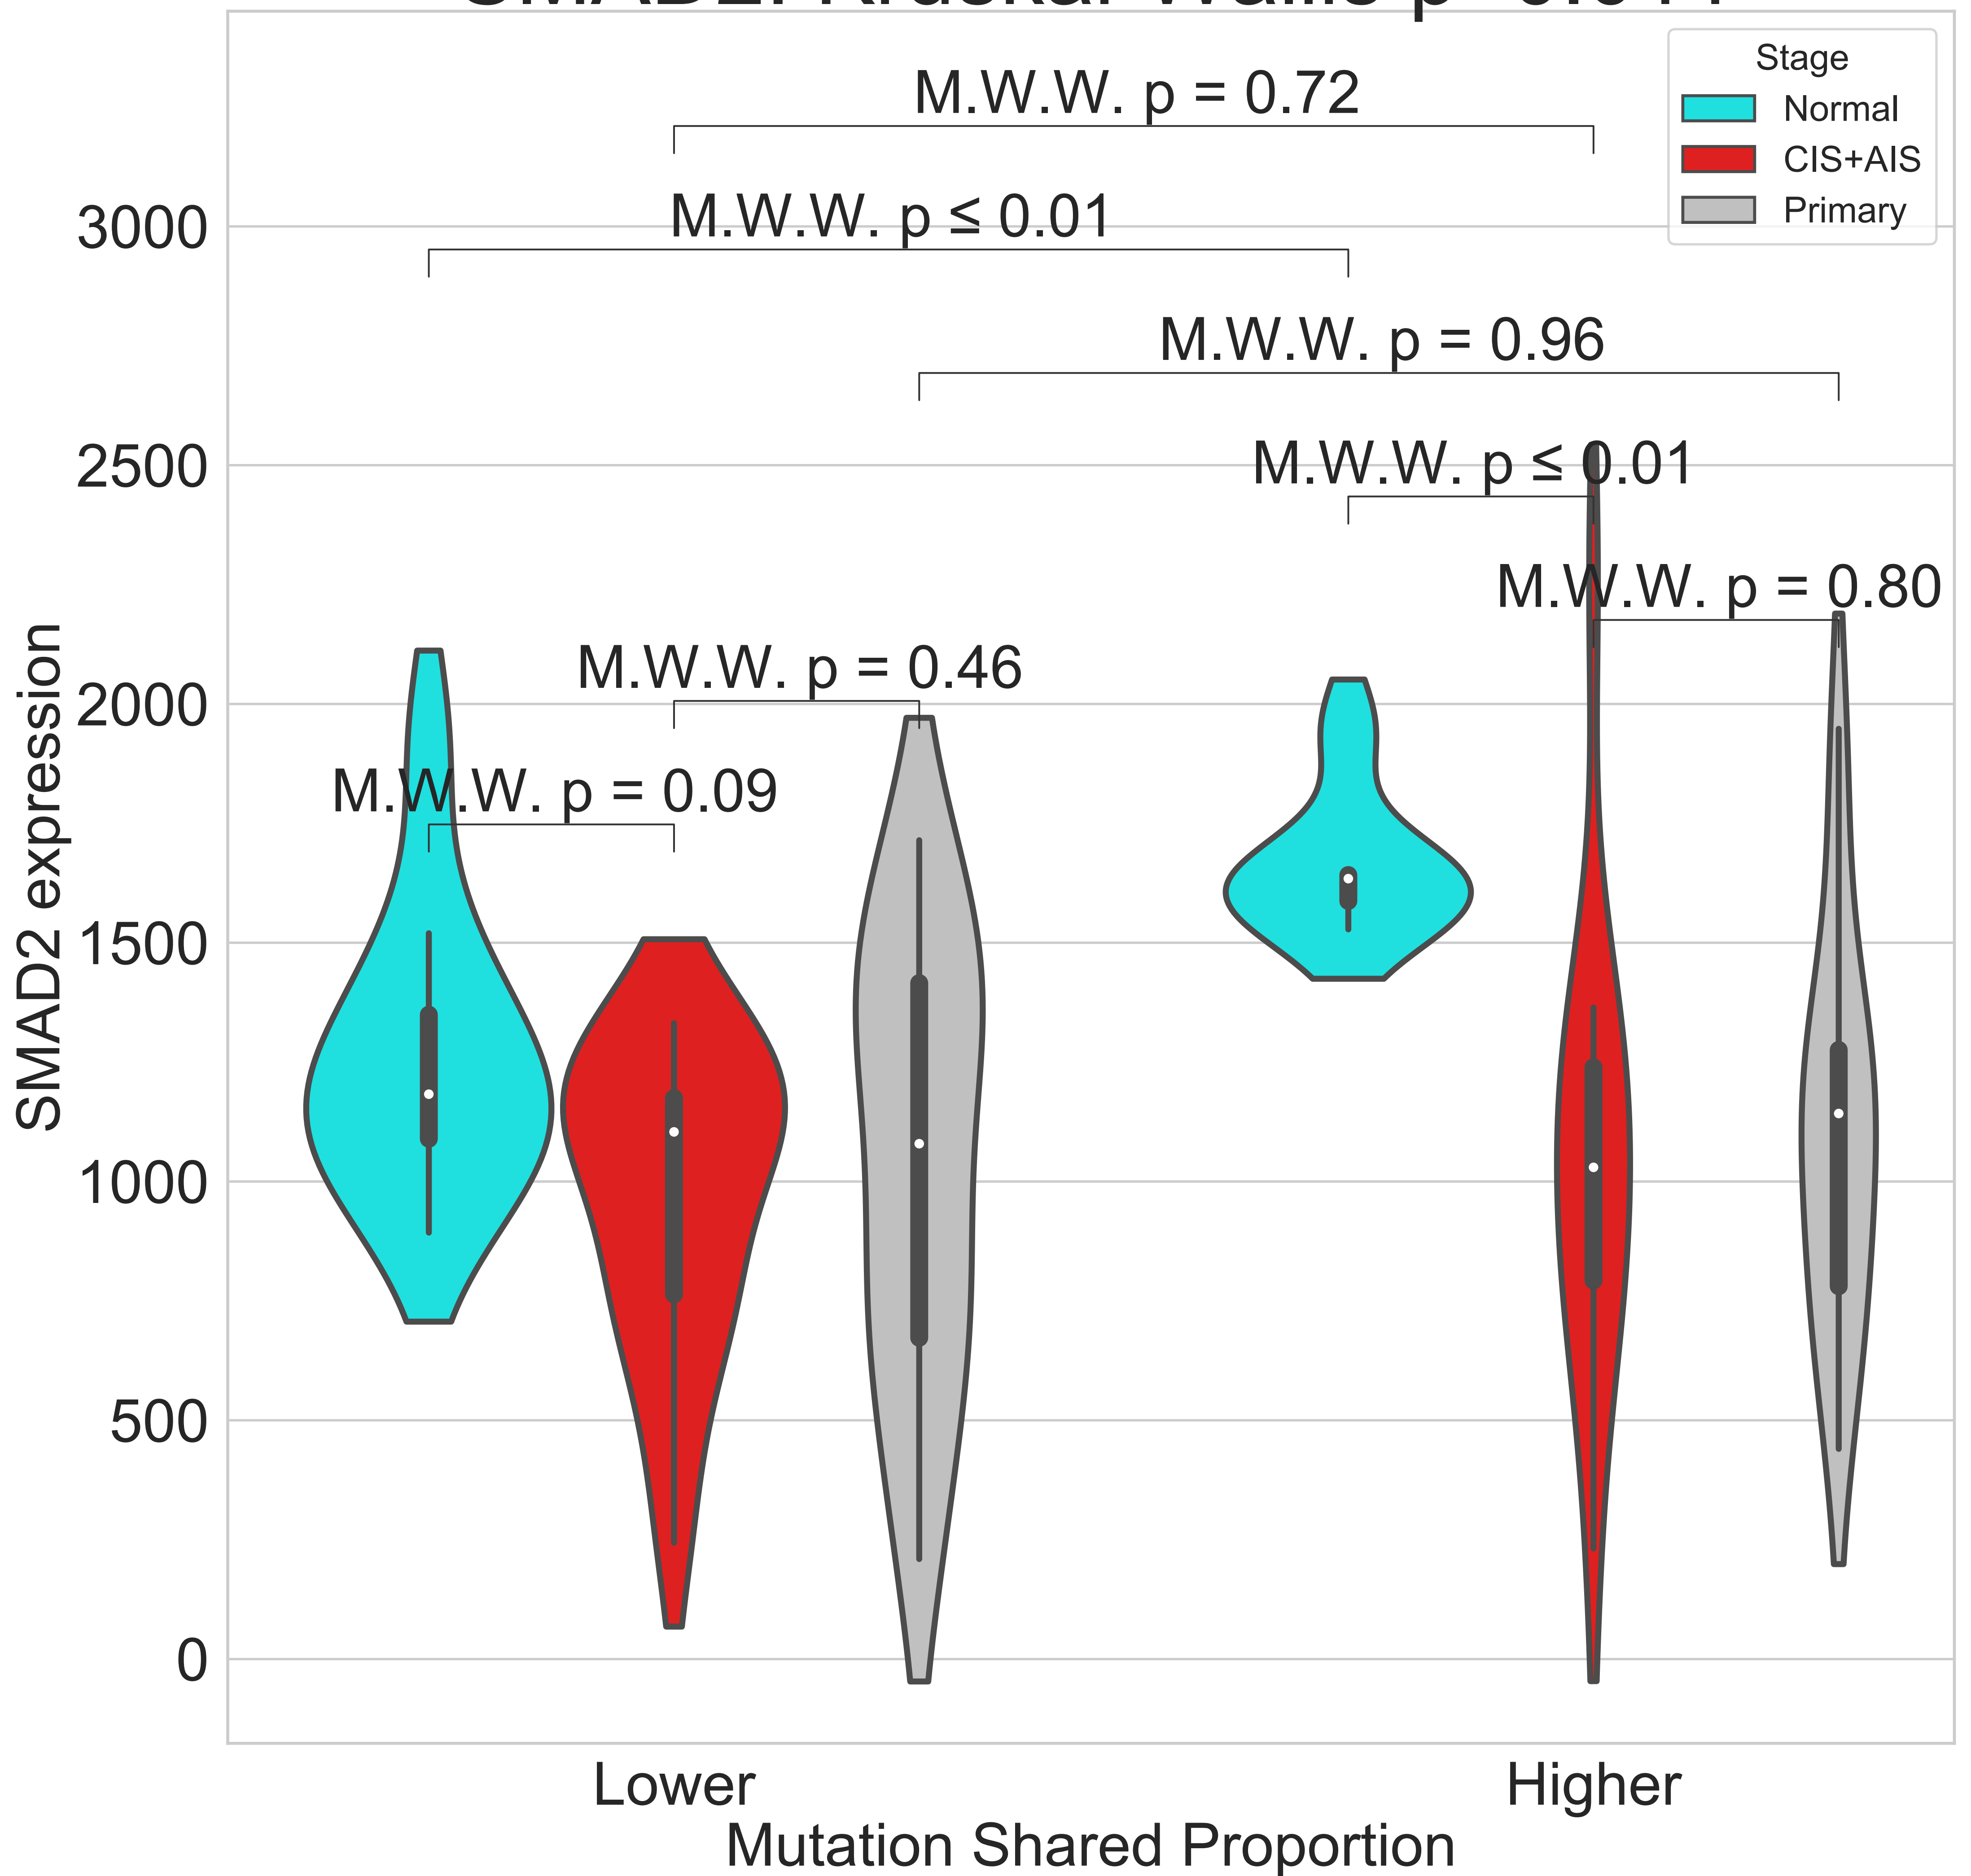 Stage
Normal
CIS+AIS
Primary
M.W.W. p = 0.72
M.W.W. p ≤ 0.01
M.W.W. p = 0.96
M.W.W. p ≤ 0.01
M.W.W. p = 0.80
M.W.W. p = 0.46
M.W.W. p = 0.09
3000
2500
2000
1500
1000
500
0
SMAD2 expression
Lower
Higher
Mutation Shared Proportion